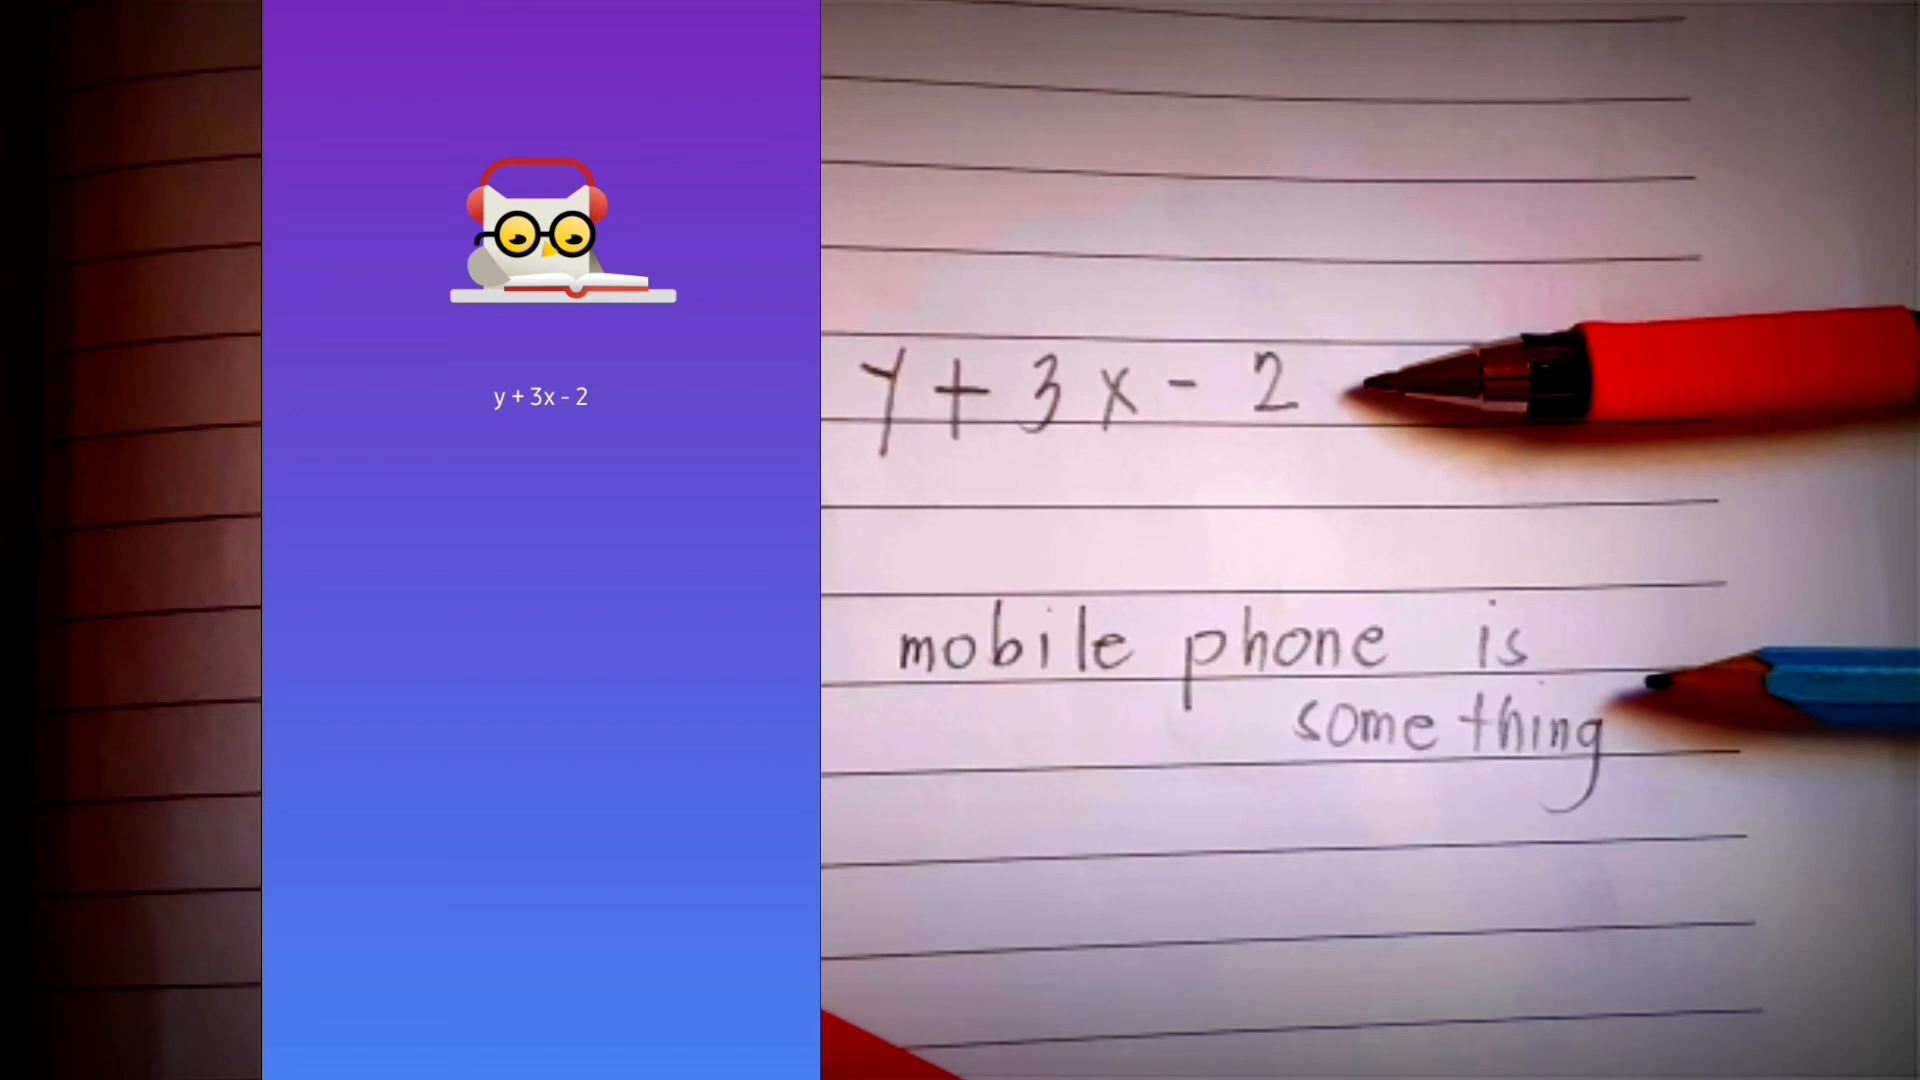 y + 3x - 2
y + 3 x - 2
mobile phone is
something